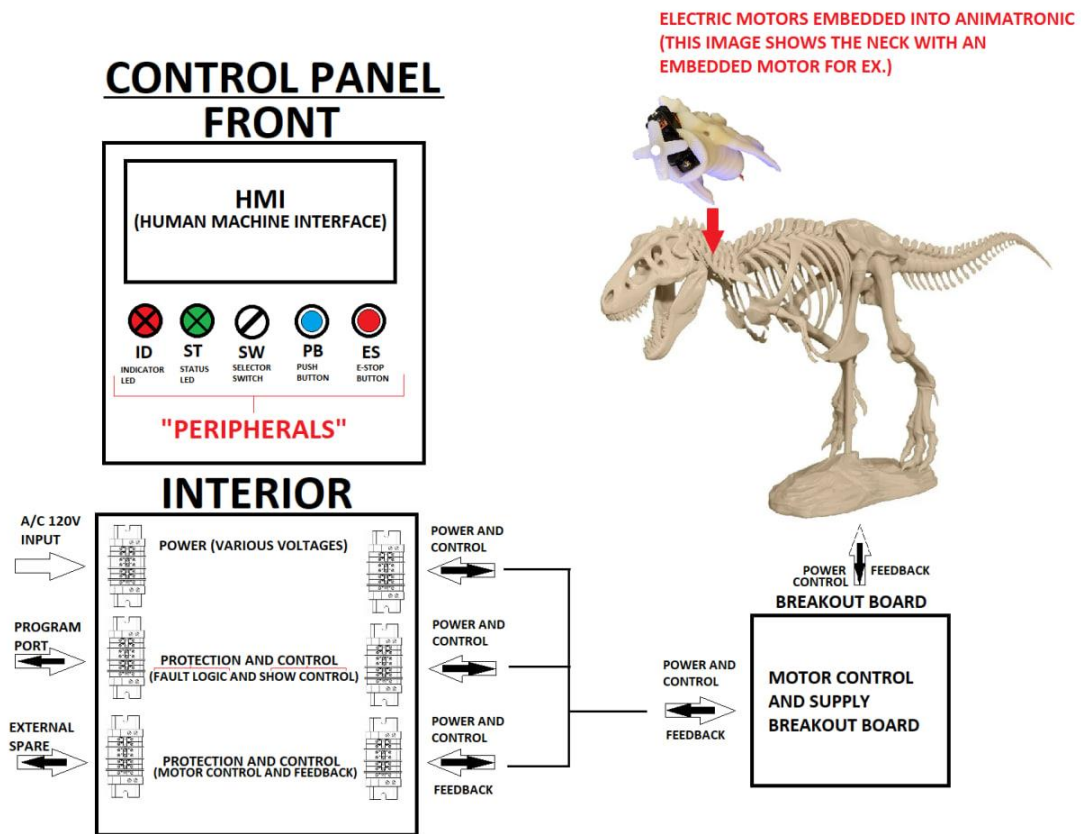 ELECTRIC MOTORS EMBEDDED INTO ANIMATRONIC
(THIS IMAGE SHOWS THE NECK WITH AN
EMBEDDED MOTOR FOR EX.)
CONTROL PANEL
FRONT
HMI
(HUMAN MACHINE INTERFACE)
ID
INDICATOR
LED
ST
STATUS
LED
SW
SELECTOR
SWITCH
PB
PUSH
BUTTON
ES
E-STOP
BUTTON
"PERIPHERALS"
INTERIOR
A/C 120V
INPUT
POWER (VARIOUS VOLTAGES)
POWER AND
CONTROL
PROGRAM
PORT
PROTECTION AND CONTROL
(FAULT LOGIC AND SHOW CONTROL)
POWER AND
CONTROL
EXTERNAL
SPARE
PROTECTION AND CONTROL
(MOTOR CONTROL AND FEEDBACK)
POWER AND
CONTROL
FEEDBACK
POWER AND
CONTROL
FEEDBACK
POWER
CONTROL
FEEDBACK
BREAKOUT BOARD
MOTOR CONTROL
AND SUPPLY
BREAKOUT BOARD